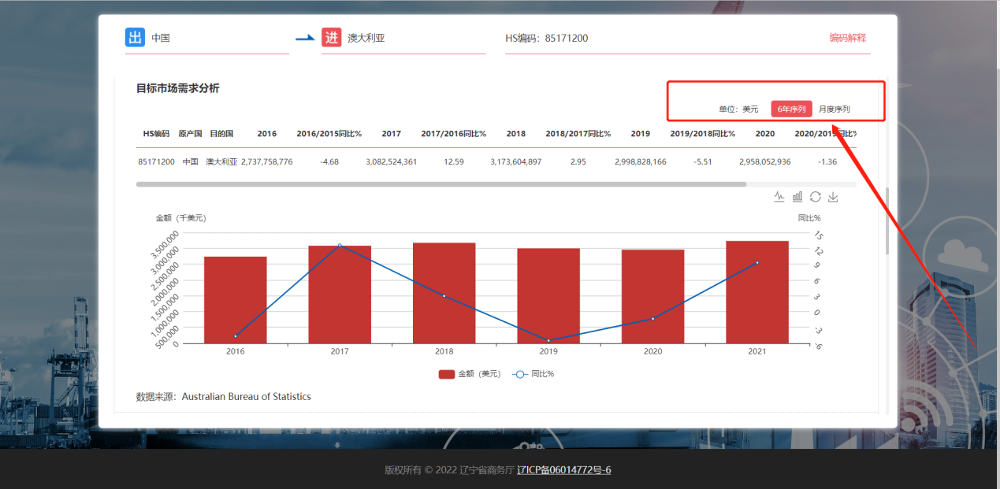 出 中国 进 澳大利亚 HS编码：85171200 编码解释
目标市场需求分析
单位：美元 6年序列 月度序列
HS编码 原产国 目的国 2016 2016/2015同比% 2017 2017/2016同比% 2018 2018/2017同比% 2019 2019/2018同比% 2020 2020/2019同比%
85171200 中国 澳大利亚 2,737,758,776 -4.68 3,082,524,361 12.59 3,173,604,897 2.95 2,998,828,166 -5.51 2,958,052,936 -1.36
金额（千美元） 同比%
3,500,000 15
3,000,000 12
2,500,000 9
2,000,000 6
1,500,000 3
1,000,000 0
500,000 -3
0 -6
2016 2017 2018 2019 2020 2021
金额（美元） 同比%
数据来源：Australian Bureau of Statistics
版权所有 © 2022 辽宁省商务厅 辽ICP备06014772号-6